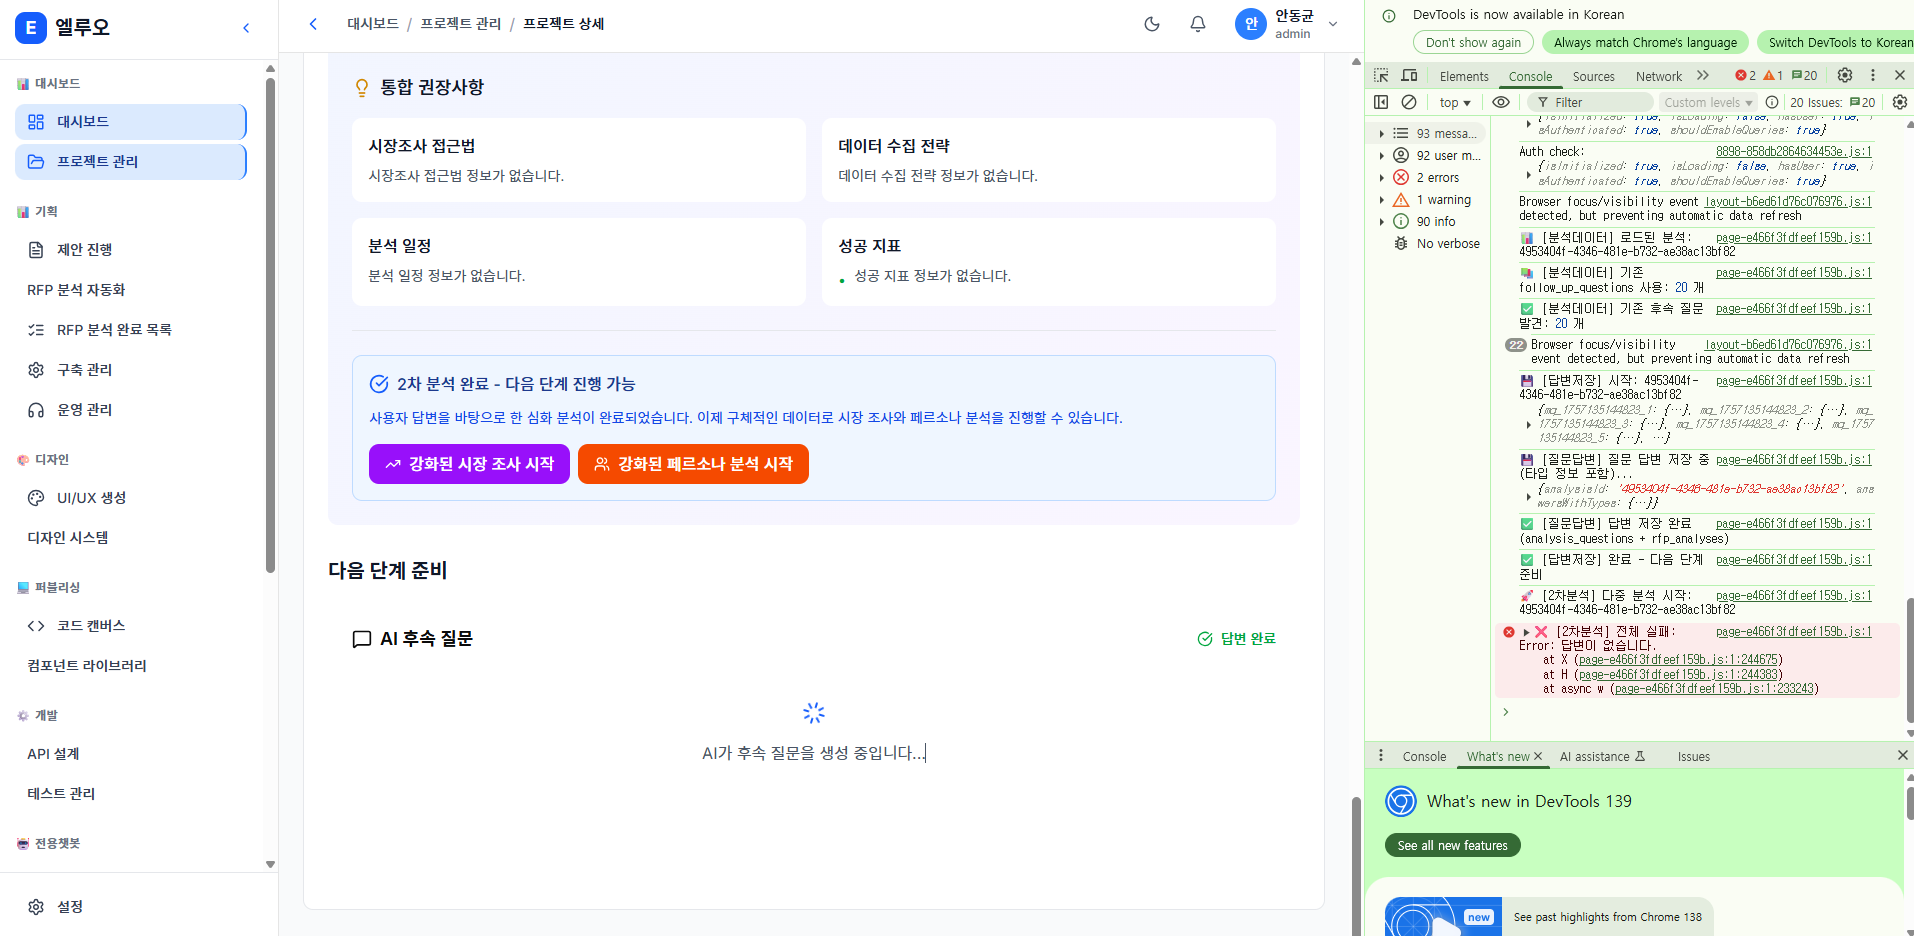 E 엘루오
대시보드 / 프로젝트 관리 / 프로젝트 상세
안
안동균
admin
📊 대시보드
대시보드
프로젝트 관리
📊 기획
제안 진행
RFP 분석 자동화
RFP 분석 완료 목록
구축 관리
운영 관리
🎨 디자인
UI/UX 생성
디자인 시스템
💻 퍼블리싱
코드 캔버스
컴포넌트 라이브러리
⚙️ 개발
API 설계
테스트 관리
🤖 전용챗봇
설정
통합 권장사항
시장조사 접근법
시장조사 접근법 정보가 없습니다.
데이터 수집 전략
데이터 수집 전략 정보가 없습니다.
분석 일정
분석 일정 정보가 없습니다.
성공 지표
• 성공 지표 정보가 없습니다.
2차 분석 완료 - 다음 단계 진행 가능
사용자 답변을 바탕으로 한 심화 분석이 완료되었습니다. 이제 구체적인 데이터로 시장 조사와 페르소나 분석을 진행할 수 있습니다.
강화된 시장 조사 시작
강화된 페르소나 분석 시작
다음 단계 준비
AI 후속 질문
답변 완료
AI가 후속 질문을 생성 중입니다...
DevTools is now available in Korean
Don't show again
Always match Chrome's language
Switch DevTools to Korean
Elements
Console
Sources
Network
2
1
20
top
Filter
Custom levels
20 Issues: 20
93 messa...
92 user m...
2 errors
1 warning
90 info
No verbose
{isInitialized: true, isLoading: false, hasUser: true, i
sAuthenticated: true, shouldEnableQueries: true}
Auth check: 8898-858db2864634453e.js:1
{isInitialized: true, isLoading: false, hasUser: true, i
sAuthenticated: true, shouldEnableQueries: true}
Browser focus/visibility event layout-b6ed61d76c076976.js:1
detected, but preventing automatic data refresh
📊 [분석데이터] 로드된 분석: page-e466f3fdfeef159b.js:1
4953404f-4346-481e-b732-ae38ac13bf82
[분석데이터] 기존 page-e466f3fdfeef159b.js:1
follow_up_questions 사용: 20 개
✅ [분석데이터] 기존 후속 질문 page-e466f3fdfeef159b.js:1
발견: 20 개
22 Browser focus/visibility layout-b6ed61d76c076976.js:1
event detected, but preventing automatic data refresh
💾 [답변저장] 시작: 4953404f- page-e466f3fdfeef159b.js:1
4346-481e-b732-ae38ac13bf82
{mq_1757135144823_1: {…}, mq_1757135144823_2: {…}, mq_
1757135144823_3: {…}, mq_1757135144823_4: {…}, mq_1757
135144823_5: {…}, …}
💾 [질문답변] 질문 답변 저장 중 page-e466f3fdfeef159b.js:1
(타입 정보 포함)...
{analysisId: '4953404f-4346-481e-b732-ae38ac13bf82', ans
wersWithTypes: {…}}
✅ [질문답변] 답변 저장 완료 page-e466f3fdfeef159b.js:1
(analysis_questions + rfp_analyses)
✅ [답변저장] 완료 - 다음 단계 page-e466f3fdfeef159b.js:1
준비
🚀 [2차분석] 다중 분석 시작: page-e466f3fdfeef159b.js:1
4953404f-4346-481e-b732-ae38ac13bf82
❌ [2차분석] 전체 실패: page-e466f3fdfeef159b.js:1
Error: 답변이 없습니다.
at X (page-e466f3fdfeef159b.js:1:244675)
at H (page-e466f3fdfeef159b.js:1:244383)
at async w (page-e466f3fdfeef159b.js:1:233243)
Console
What's new
AI assistance
Issues
What's new in DevTools 139
See all new features
new
See past highlights from Chrome 138